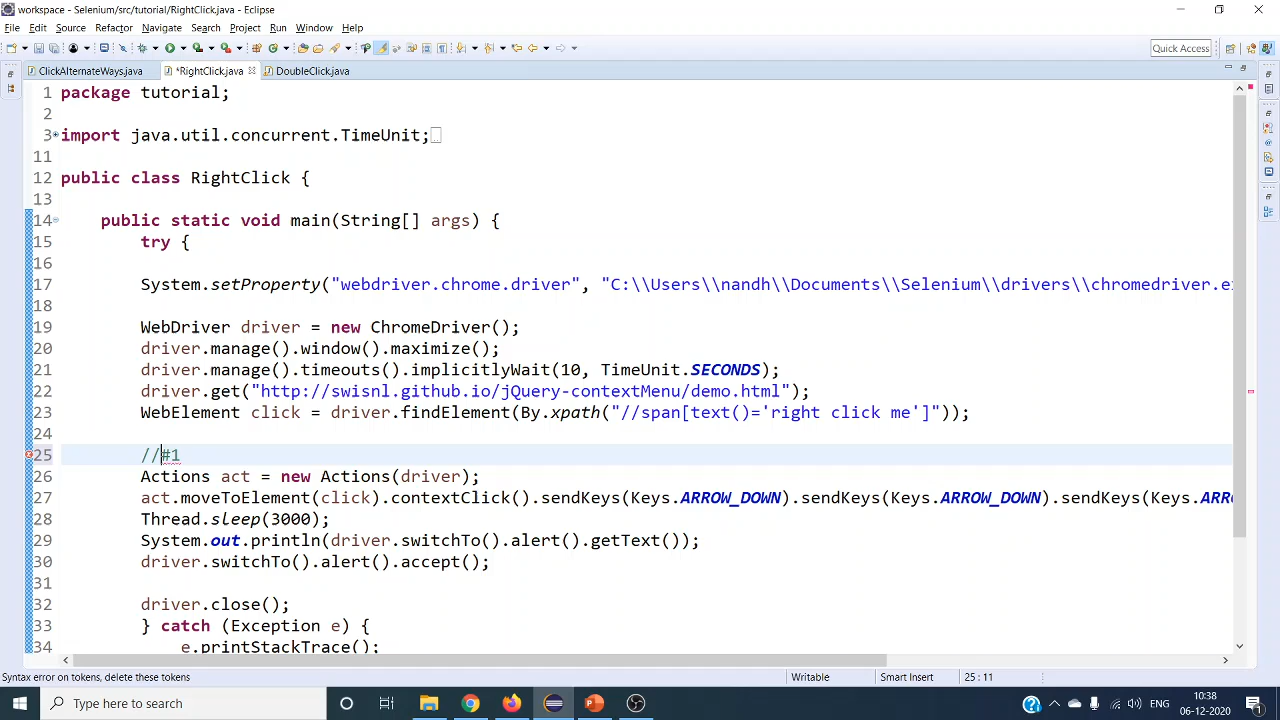 workspace - Selenium/src/tutorial/RightClick.java - Eclipse
File Edit Source Refactor Navigate Search Project Run Window Help
Quick Access
ClickAlternateWays.java *RightClick.java DoubleClick.java
1 package tutorial;
2
3 import java.util.concurrent.TimeUnit;
11
12 public class RightClick {
13
14 public static void main(String[] args) {
15 try {
16
17 System.setProperty("webdriver.chrome.driver", "C:\\Users\\nandh\\Documents\\Selenium\\drivers\\chromedriver.e
18
19 WebDriver driver = new ChromeDriver();
20 driver.manage().window().maximize();
21 driver.manage().timeouts().implicitlyWait(10, TimeUnit.SECONDS);
22 driver.get("http://swisnl.github.io/jQuery-contextMenu/demo.html");
23 WebElement click = driver.findElement(By.xpath("//span[text()='right click me']"));
24
25 //#1
26 Actions act = new Actions(driver);
27 act.moveToElement(click).contextClick().sendKeys(Keys.ARROW_DOWN).sendKeys(Keys.ARROW_DOWN).sendKeys(Keys.ARR
28 Thread.sleep(3000);
29 System.out.println(driver.switchTo().alert().getText());
30 driver.switchTo().alert().accept();
31
32 driver.close();
33 } catch (Exception e) {
34 e.printStackTrace();
Syntax error on tokens, delete these tokens Writable Smart Insert 25 : 11
Type here to search
10:38
06-12-2020